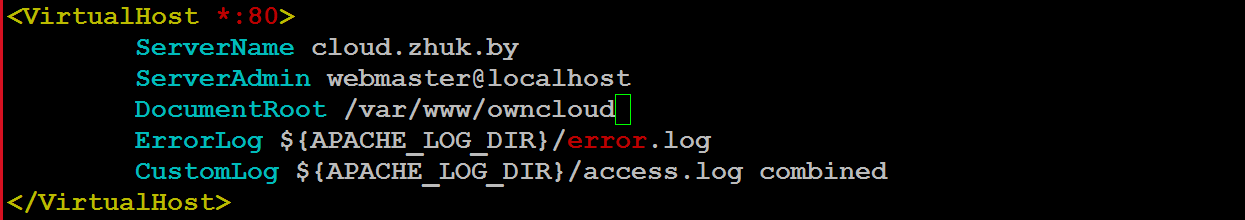 <VirtualHost *:80>
ServerName cloud.zhuk.by
ServerAdmin webmaster@localhost
DocumentRoot /var/www/owncloud
ErrorLog ${APACHE_LOG_DIR}/error.log
CustomLog ${APACHE_LOG_DIR}/access.log combined
</VirtualHost>